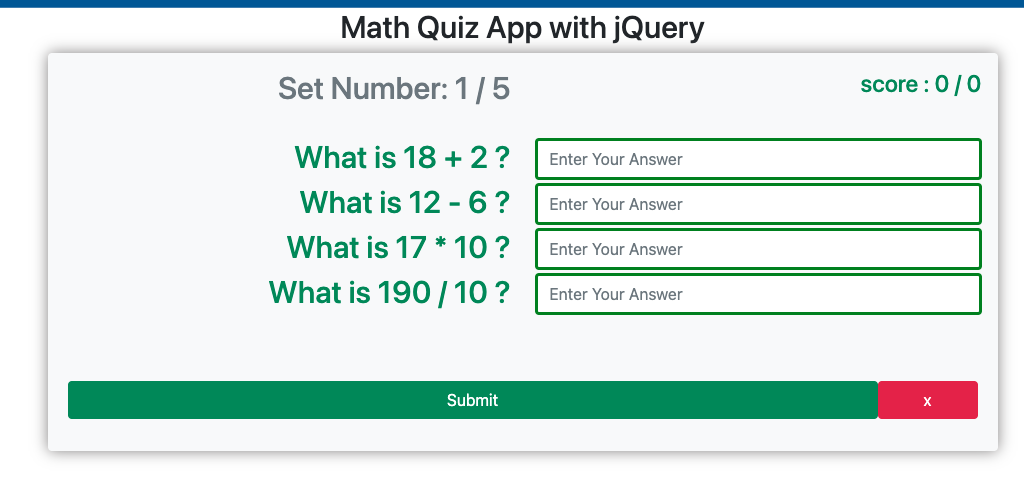 Math Quiz App with jQuery
Set Number: 1 / 5
score : 0 / 0
What is 18 + 2 ?
Enter Your Answer
What is 12 - 6 ?
Enter Your Answer
What is 17 * 10 ?
Enter Your Answer
What is 190 / 10 ?
Enter Your Answer
Submit
x